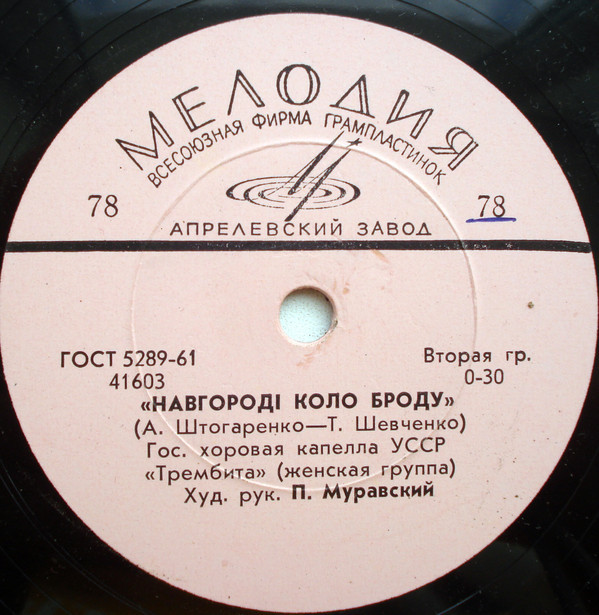 МЕЛОДИЯ
ВСЕСОЮЗНАЯ ФИРМА ГРАМПЛАСТИНОК
78 78
АПРЕЛЕВСКИЙ ЗАВОД
ГОСТ 5289-61 Вторая гр.
41603 0-30
«НАВГОРОДІ КОЛО БРОДУ»
(А. Штогаренко—Т. Шевченко)
Гос. хоровая капелла УССР
«Трембита» (женская группа)
Худ. рук. П. Муравский